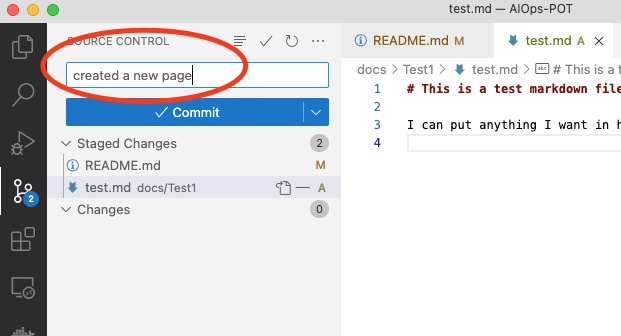 test.md — AIOps-POT
SOURCE CONTROL
created a new page
Commit
Staged Changes 2
README.md M
test.md docs/Test1 A
Changes 0
2
README.md M
test.md A
docs > Test1 > test.md > abc # This is a t
1 # This is a test markdown file
2
3 I can put anything I want in h
4